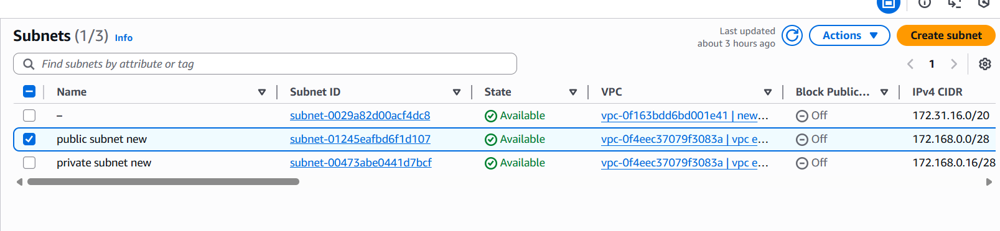 Subnets (1/3) Info
Last updated
about 3 hours ago
Actions
Create subnet
Find subnets by attribute or tag
1
Name Subnet ID State VPC Block Public... IPv4 CIDR
– subnet-0029a82d00acf4dc8 Available vpc-0f163bdd6bd001e41 | new... Off 172.31.16.0/20
public subnet new subnet-01245eafbd6f1d107 Available vpc-0f4eec37079f3083a | vpc e... Off 172.168.0.0/28
private subnet new subnet-00473abe0441d7bcf Available vpc-0f4eec37079f3083a | vpc e... Off 172.168.0.16/28